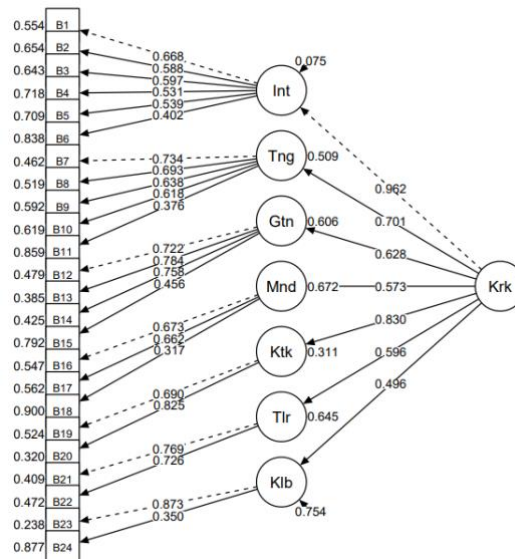 0.554 B1
0.654 B2
0.643 B3
0.718 B4
0.709 B5
0.838 B6
0.462 B7
0.519 B8
0.592 B9
0.619 B10
0.859 B11
0.479 B12
0.385 B13
0.425 B14
0.792 B15
0.547 B16
0.562 B17
0.900 B18
0.524 B19
0.320 B20
0.409 B21
0.472 B22
0.238 B23
0.877 B24
0.668
0.588
0.597
0.531
0.539
0.402
0.734
0.693
0.638
0.618
0.376
0.722
0.784
0.758
0.456
0.673
0.662
0.317
0.690
0.825
0.769
0.726
0.873
0.350
Int 0.075
Tng 0.509
Gtn 0.606
Mnd 0.672
Ktk 0.311
Tlr 0.645
Klb 0.754
0.962
0.701
0.628
0.573
0.830
0.596
0.496
Krk